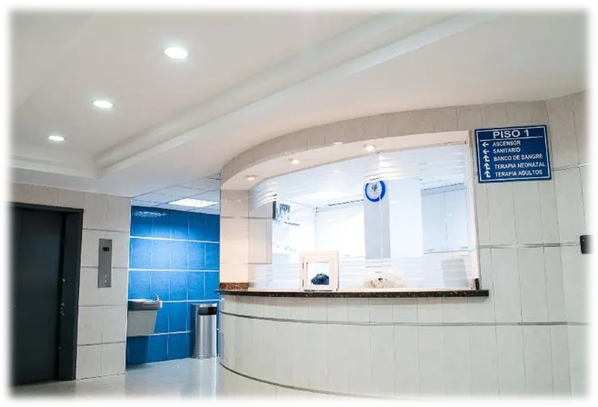 PISO 1
ASCENSOR
SANITARIO
BANCO DE SANGRE
TERAPIA NEONATAL
TERAPIA ADULTOS